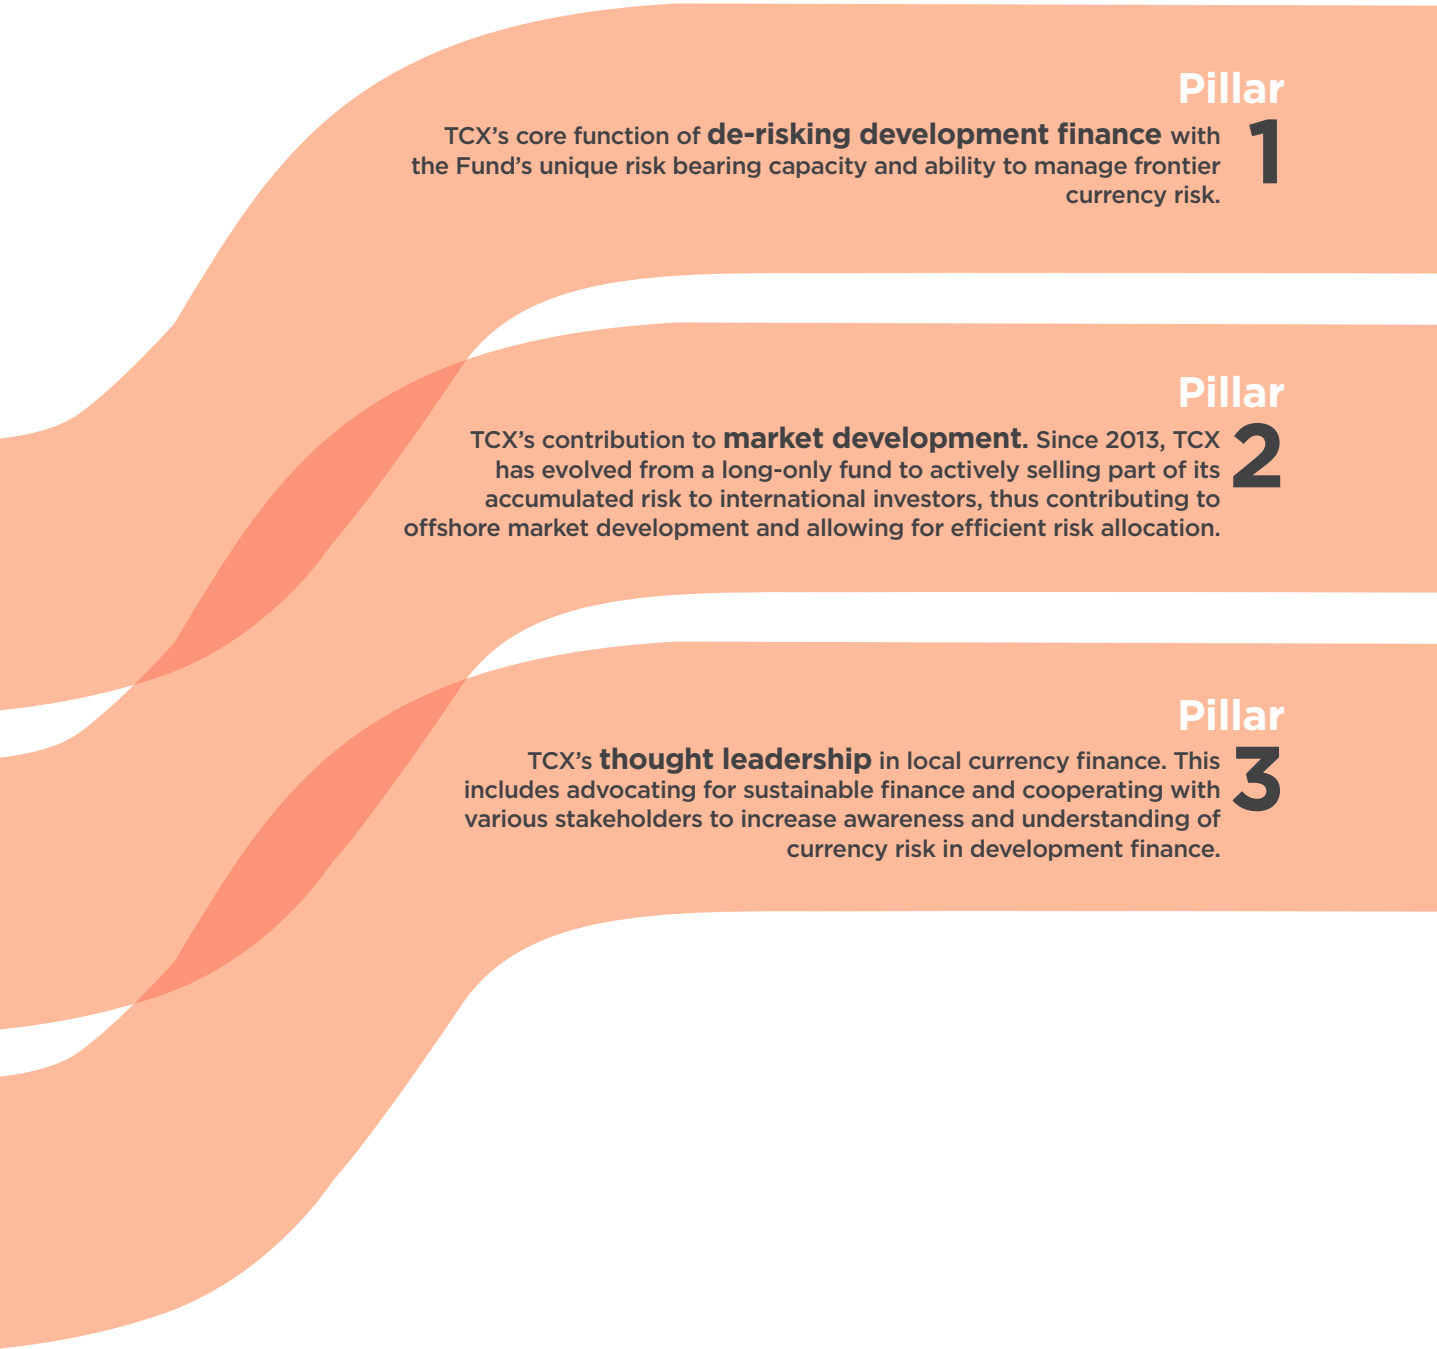 Pillar
1
TCX’s core function of de-risking development finance with
the Fund’s unique risk bearing capacity and ability to manage frontier
currency risk.
Pillar
2
TCX’s contribution to market development. Since 2013, TCX
has evolved from a long-only fund to actively selling part of its
accumulated risk to international investors, thus contributing to
offshore market development and allowing for efficient risk allocation.
Pillar
3
TCX’s thought leadership in local currency finance. This
includes advocating for sustainable finance and cooperating with
various stakeholders to increase awareness and understanding of
currency risk in development finance.